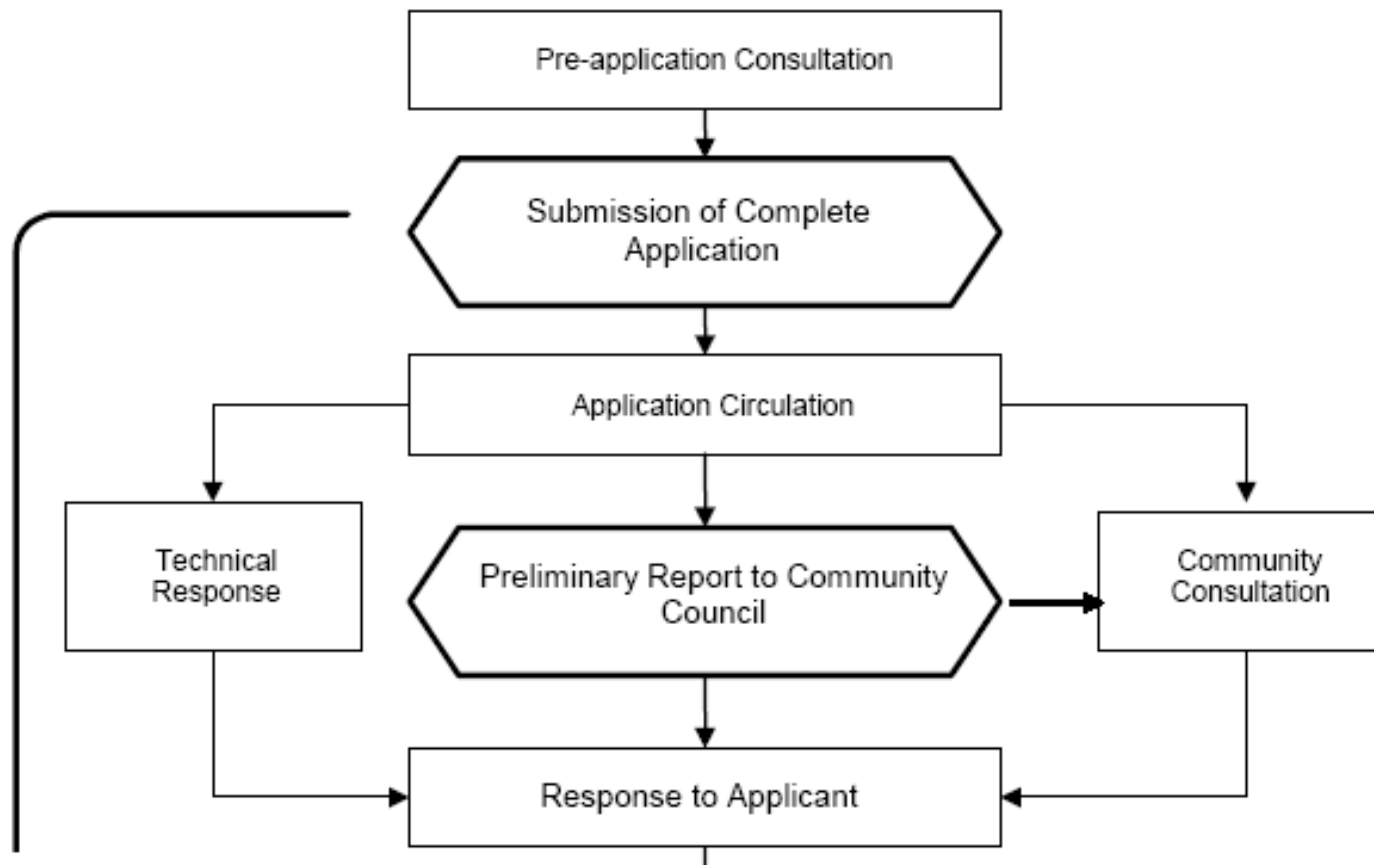 Pre-application Consultation
Submission of Complete
Application
Application Circulation
Technical
Response
Preliminary Report to Community
Council
Community
Consultation
Response to Applicant